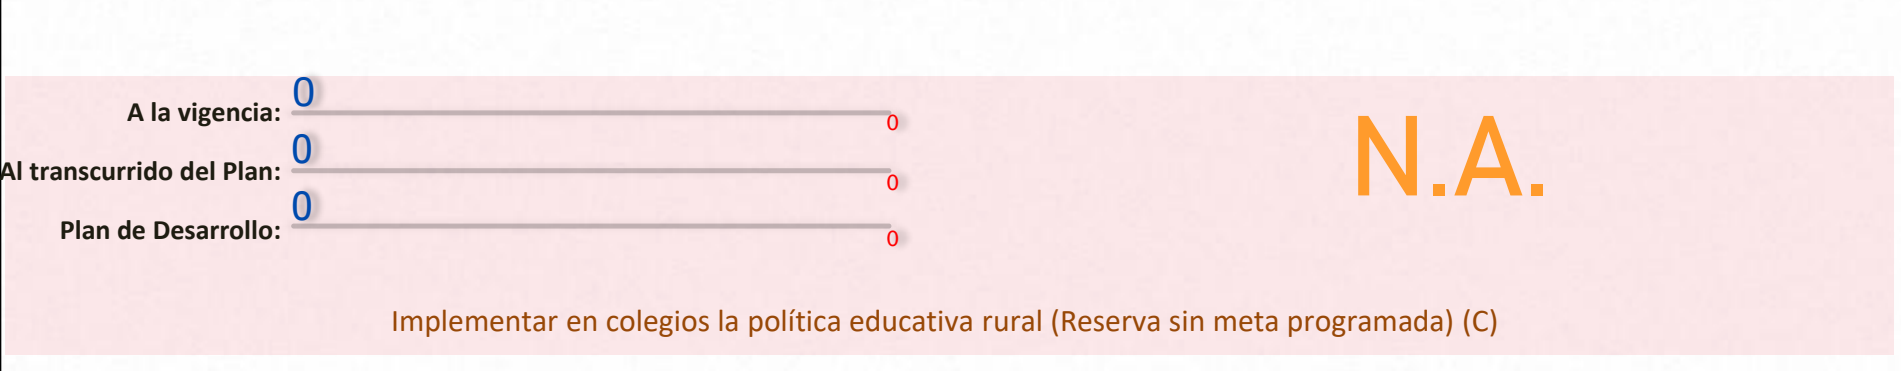 0
A la vigencia:
0
0
Al transcurrido del Plan:
0
0
Plan de Desarrollo:
0
N.A.
Implementar en colegios la política educativa rural (Reserva sin meta programada) (C)